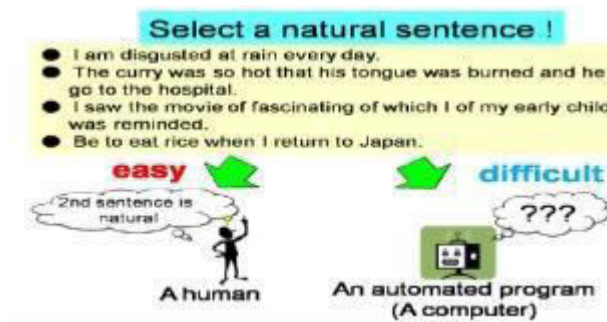 Select a natural sentence !
● I am disgusted at rain every day.
● The curry was so hot that his tongue was burned and he
go to the hospital.
● I saw the movie of fascinating of which I of my early child
was reminded.
● Be to eat rice when I return to Japan.
easy
difficult
2nd sentence is
natural
???
A human
An automated program
(A computer)